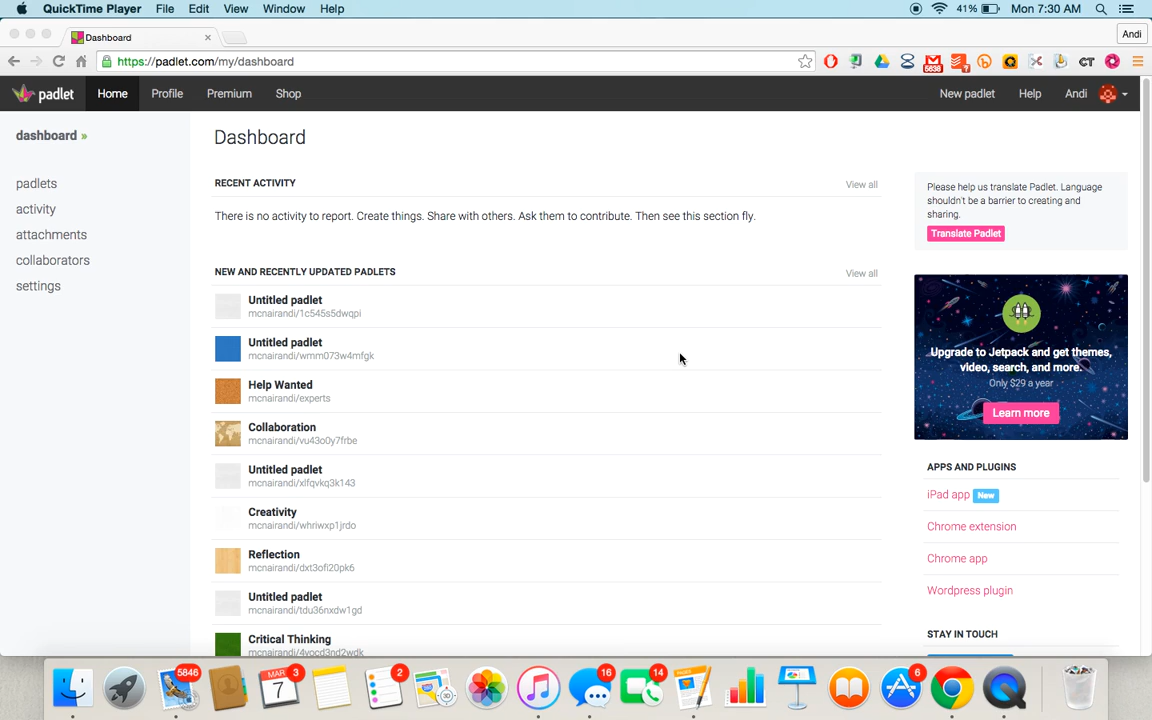 QuickTime Player File Edit View Window Help 41% Mon 7:30 AM
Dashboard Andi
https://padlet.com/my/dashboard 5638 7 CT
padlet Home Profile Premium Shop New padlet Help Andi
dashboard »
padlets
activity
attachments
collaborators
settings
Dashboard
RECENT ACTIVITY View all
There is no activity to report. Create things. Share with others. Ask them to contribute. Then see this section fly.
NEW AND RECENTLY UPDATED PADLETS View all
Untitled padlet
mcnairandi/1c545s5dwqpi
Untitled padlet
mcnairandi/wmm073w4mfgk
Help Wanted
mcnairandi/experts
Collaboration
mcnairandi/vu43o0y7frbe
Untitled padlet
mcnairandi/xlfqvkq3k143
Creativity
mcnairandi/whriwxp1jrdo
Reflection
mcnairandi/dxt3ofi20pk6
Untitled padlet
mcnairandi/tdu36nxdw1gd
Critical Thinking
mcnairandi/4vocd3nd2wdk
Please help us translate Padlet. Language
shouldn't be a barrier to creating and
sharing.
Translate Padlet
Upgrade to Jetpack and get themes,
video, search, and more.
Only $29 a year
Learn more
APPS AND PLUGINS
iPad app New
Chrome extension
Chrome app
Wordpress plugin
STAY IN TOUCH
5846 MAR 3 2 16 14 6
7 3D